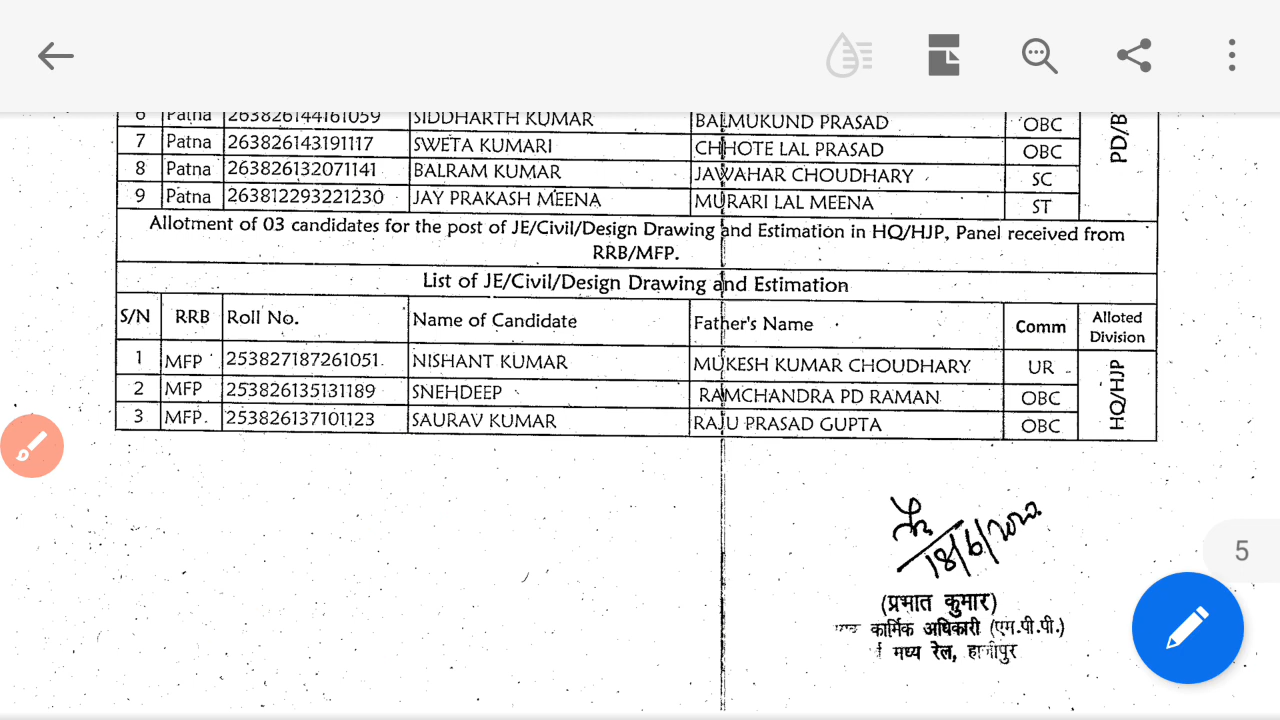 6 Patna 263826144161059 SIDDHARTH KUMAR BALMUKUND PRASAD OBC
7 Patna 263826143191117 SWETA KUMARI CHHOTE LAL PRASAD OBC
8 Patna 263826132071141 BALRAM KUMAR JAWAHAR CHOUDHARY SC
9 Patna 263812293221230 JAY PRAKASH MEENA MURARI LAL MEENA ST
PD/B
Allotment of 03 candidates for the post of JE/Civil/Design Drawing and Estimation in HQ/HJP, Panel received from
RRB/MFP.
List of JE/Civil/Design Drawing and Estimation
S/N RRB Roll No. Name of Candidate Father's Name Comm Alloted Division
1 MFP 253827187261051 NISHANT KUMAR MUKESH KUMAR CHOUDHARY UR
2 MFP 253826135131189 SNEHDEEP RAMCHANDRA PD RAMAN OBC
3 MFP. 253826137101123 SAURAV KUMAR RAJU PRASAD GUPTA OBC
HQ/HJP
18/6/2020
5
(प्रभात कुमार)
कार्मिक अधिकारी (एम.पी.पी.)
मध्य रेल, हाजीपुर